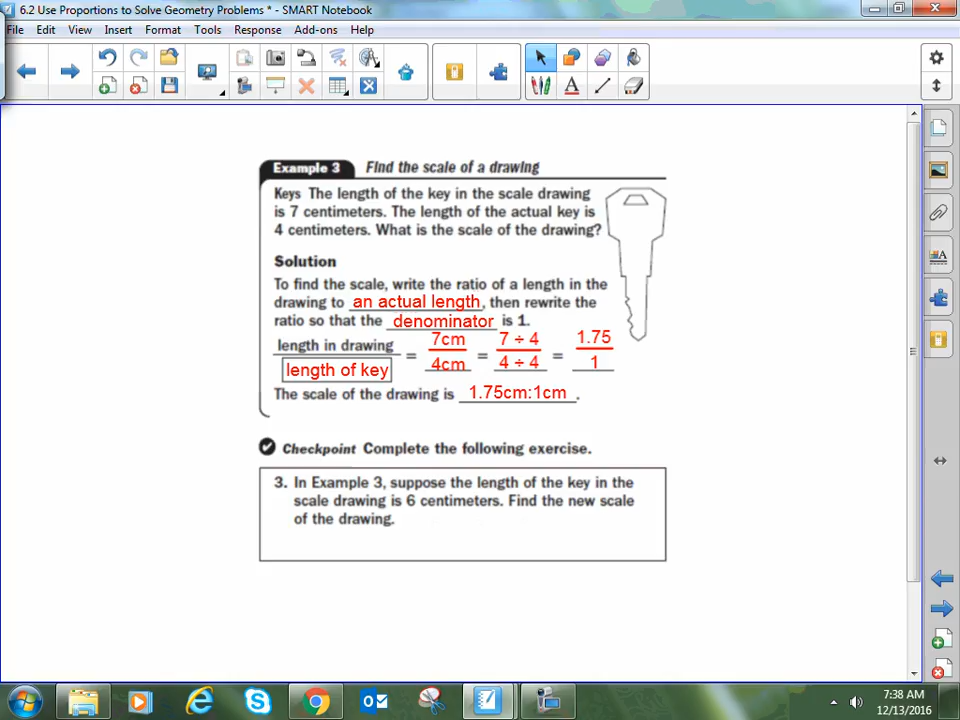 6.2 Use Proportions to Solve Geometry Problems * - SMART Notebook
File Edit View Insert Format Tools Response Add-ons Help
Example 3 Find the scale of a drawing
Keys The length of the key in the scale drawing
is 7 centimeters. The length of the actual key is
4 centimeters. What is the scale of the drawing?
Solution
To find the scale, write the ratio of a length in the
drawing to an actual length, then rewrite the
ratio so that the denominator is 1.
length in drawing / length of key = 7cm / 4cm = 7 ÷ 4 / 4 ÷ 4 = 1.75 / 1
The scale of the drawing is 1.75cm:1cm.
Checkpoint Complete the following exercise.
3. In Example 3, suppose the length of the key in the
scale drawing is 6 centimeters. Find the new scale
of the drawing.
7:38 AM
12/13/2016